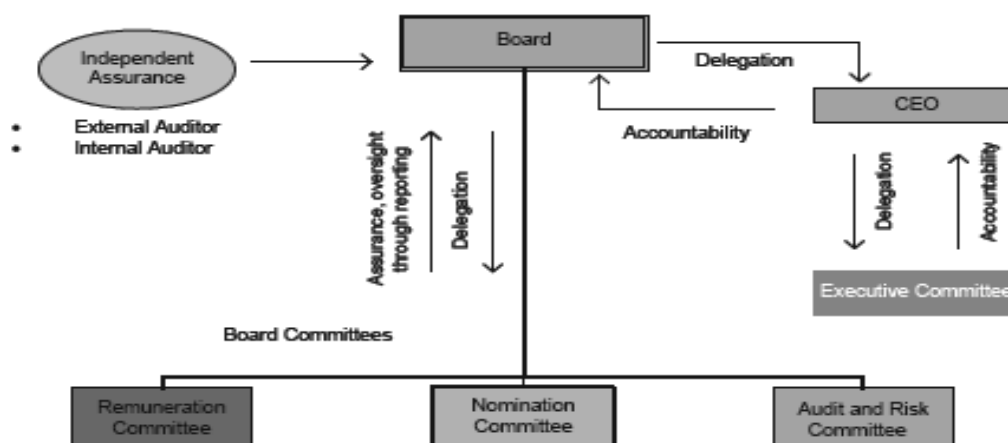 Board
Independent
Assurance
Delegation
CEO
• External Auditor
• Internal Auditor
Accountability
Assurance, oversight
through reporting
Delegation
Delegation
Accountability
Executive Committee
Board Committees
Remuneration
Committee
Nomination
Committee
Audit and Risk
Committee